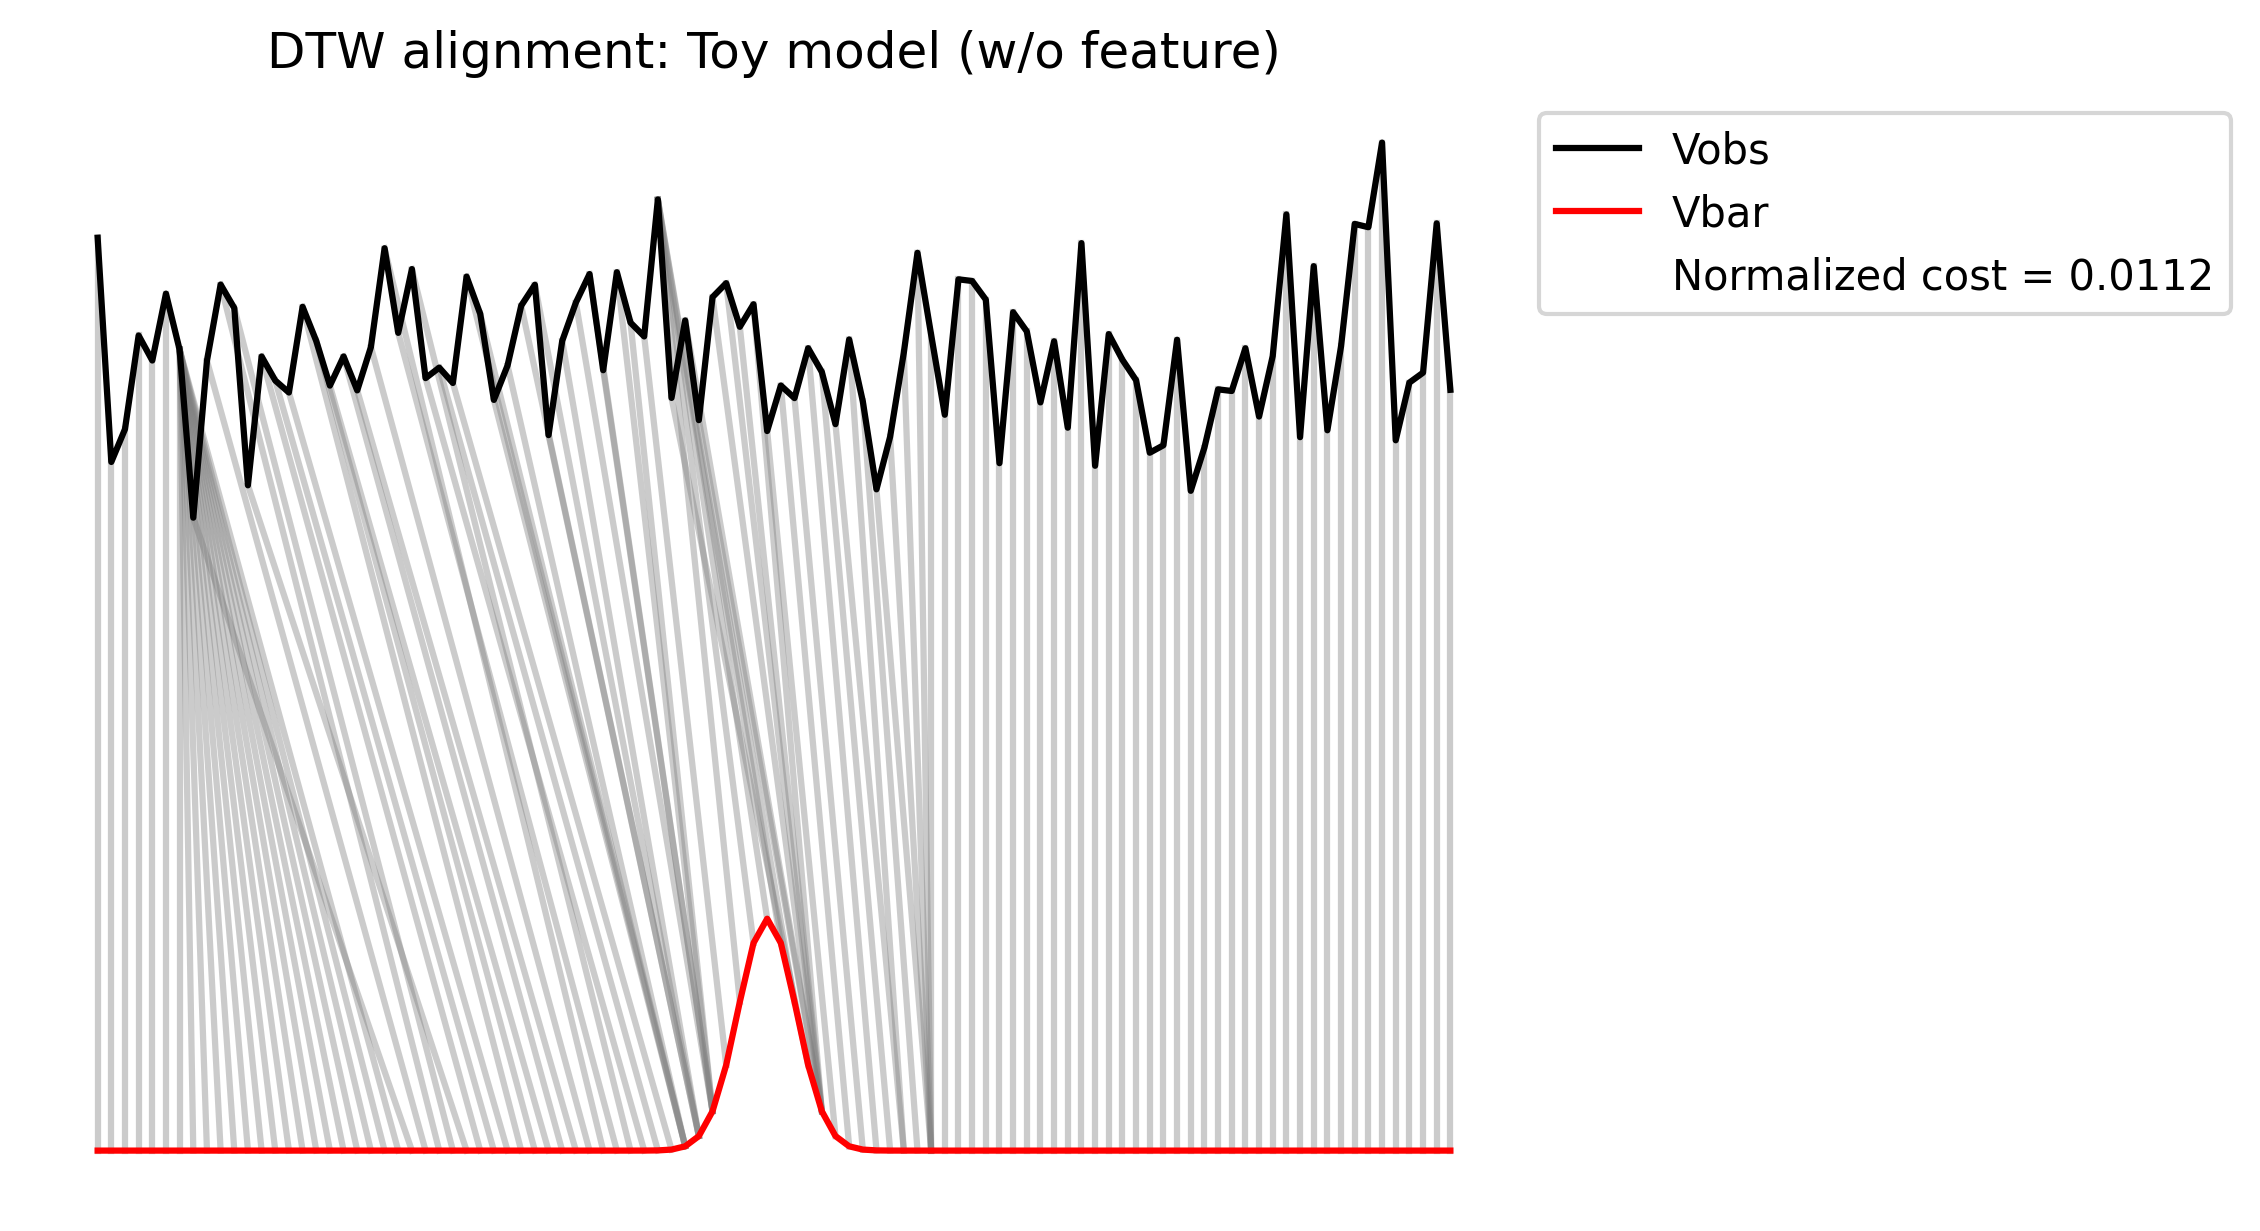 DTW alignment: Toy model (w/o feature)
Vobs
Vbar
Normalized cost = 0.0112